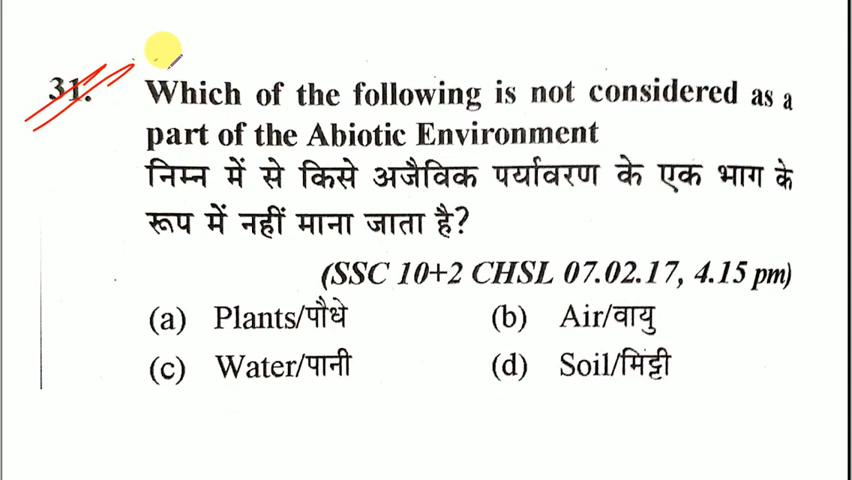 31. Which of the following is not considered as a
part of the Abiotic Environment
निम्न में से किसे अजैविक पर्यावरण के एक भाग के
रूप में नहीं माना जाता है?
(SSC 10+2 CHSL 07.02.17, 4.15 pm)
(a) Plants/पौधे (b) Air/वायु
(c) Water/पानी (d) Soil/मिट्टी